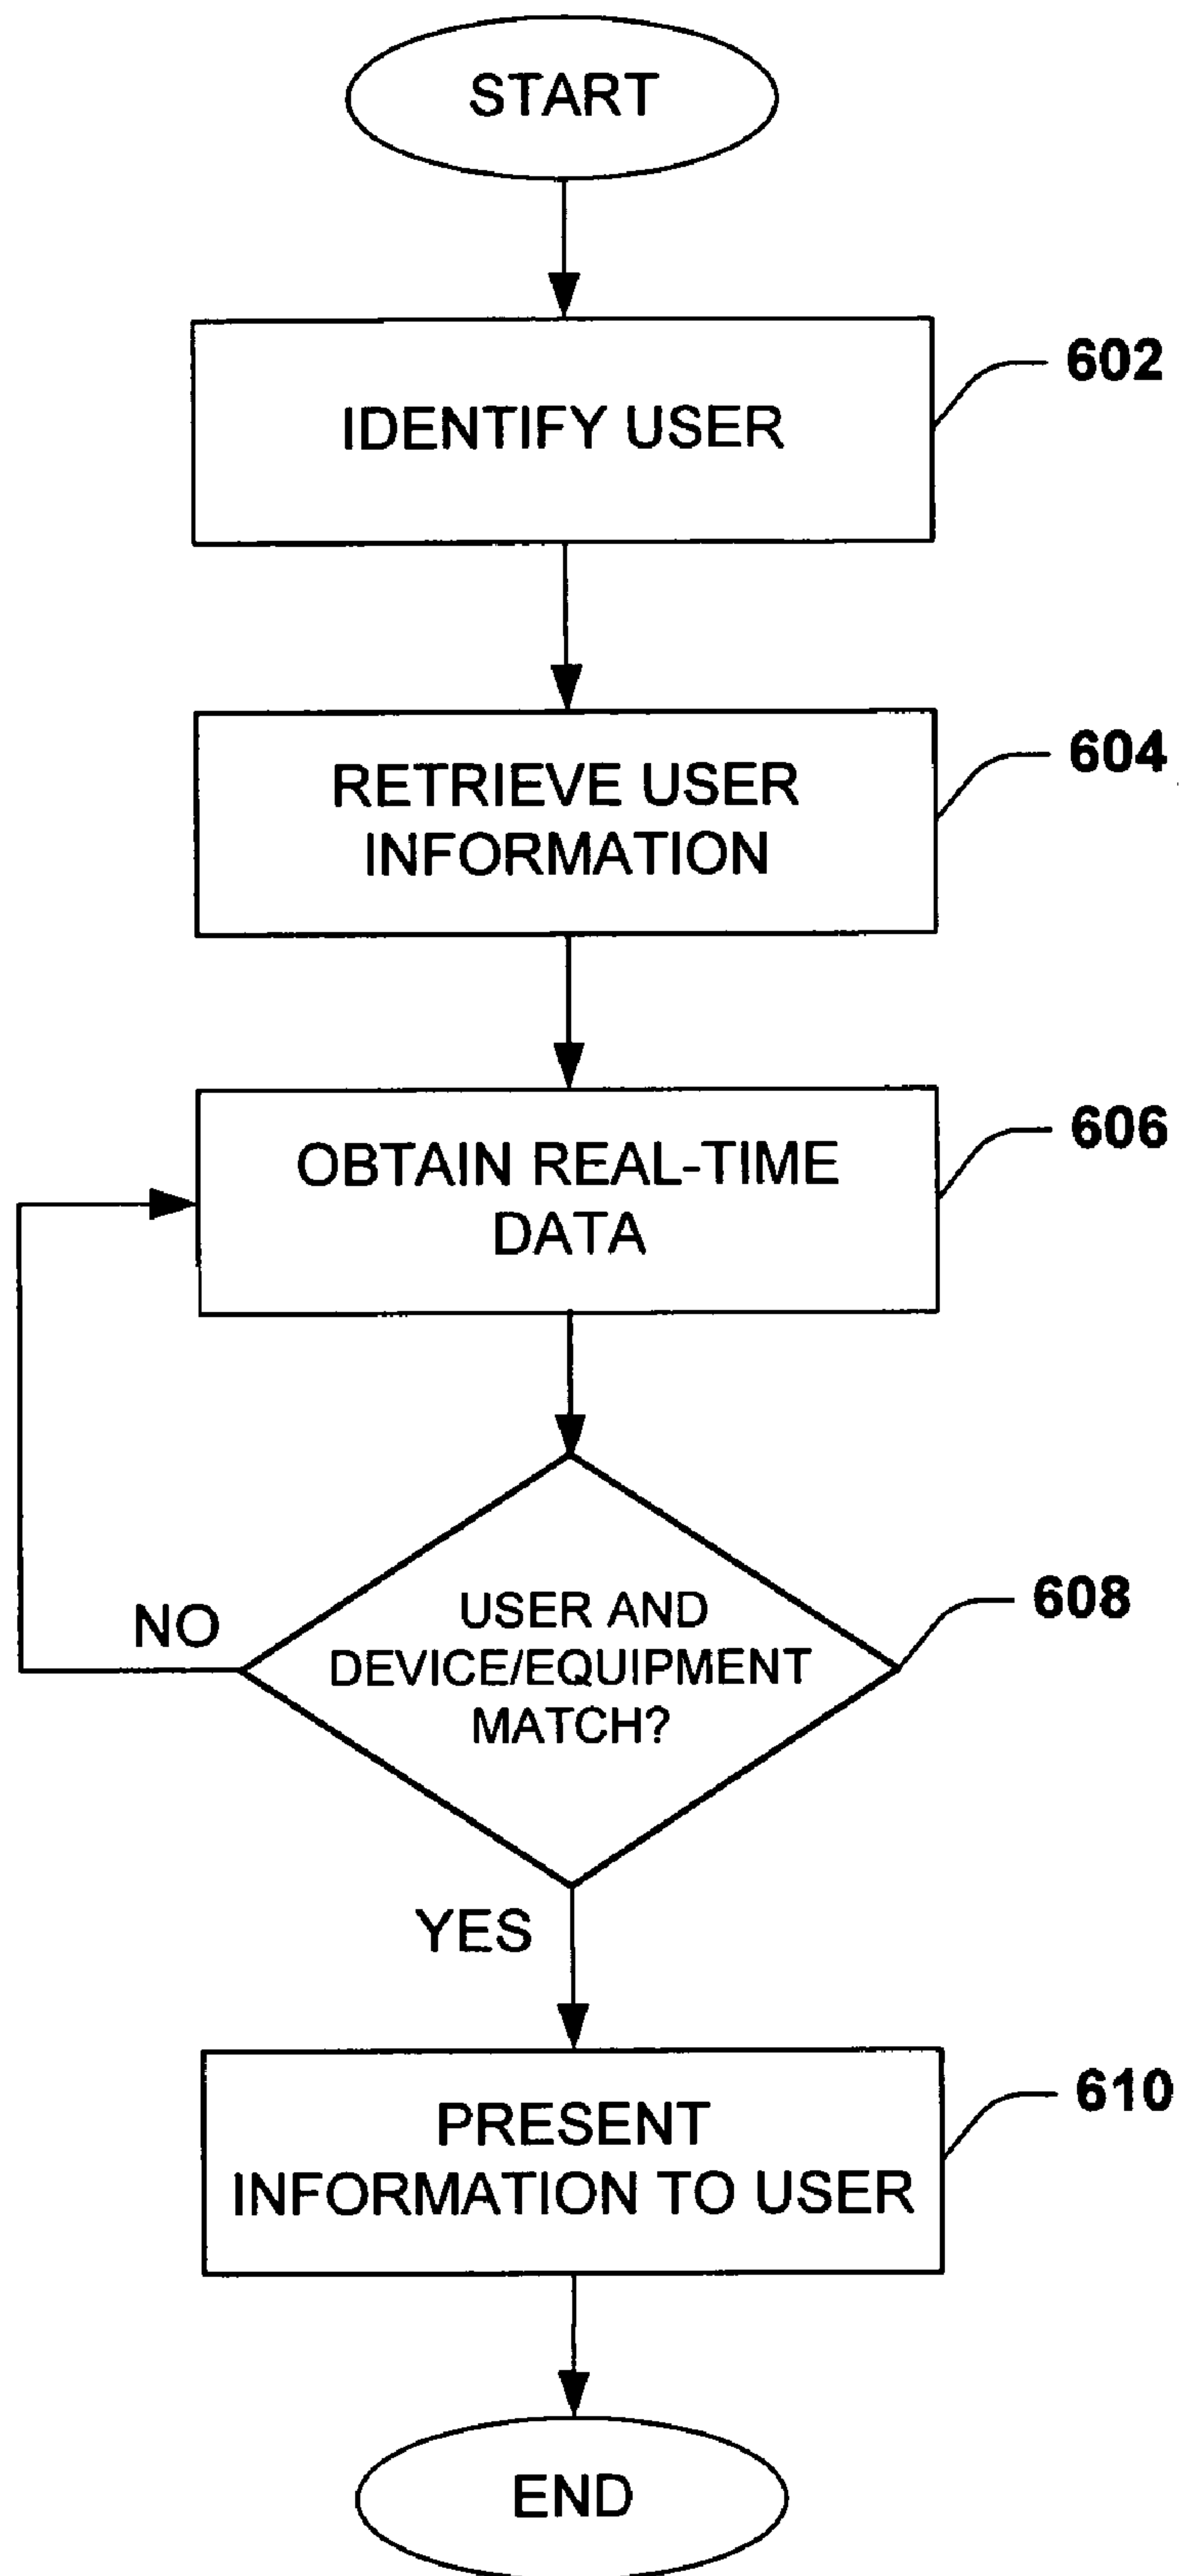 START
IDENTIFY USER
602
RETRIEVE USER
INFORMATION
604
OBTAIN REAL-TIME
DATA
606
USER AND
DEVICE/EQUIPMENT
MATCH?
608
NO
YES
PRESENT
INFORMATION TO USER
610
END